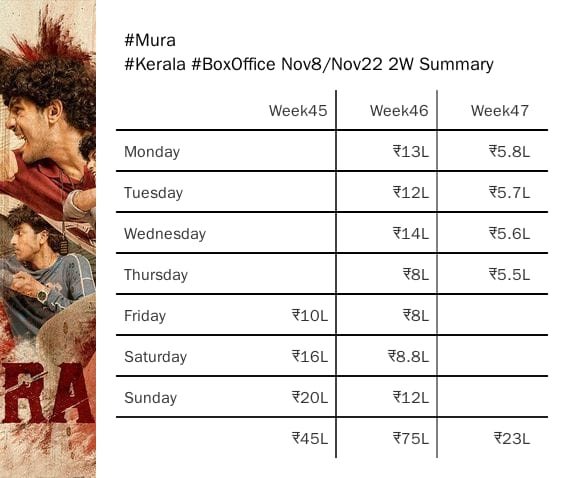 #Mura
#Kerala #BoxOffice Nov8/Nov22 2W Summary
Week45 Week46 Week47
Monday ₹13L ₹5.8L
Tuesday ₹12L ₹5.7L
Wednesday ₹14L ₹5.6L
Thursday ₹8L ₹5.5L
Friday ₹10L ₹8L
Saturday ₹16L ₹8.8L
Sunday ₹20L ₹12L
₹45L ₹75L ₹23L
RA